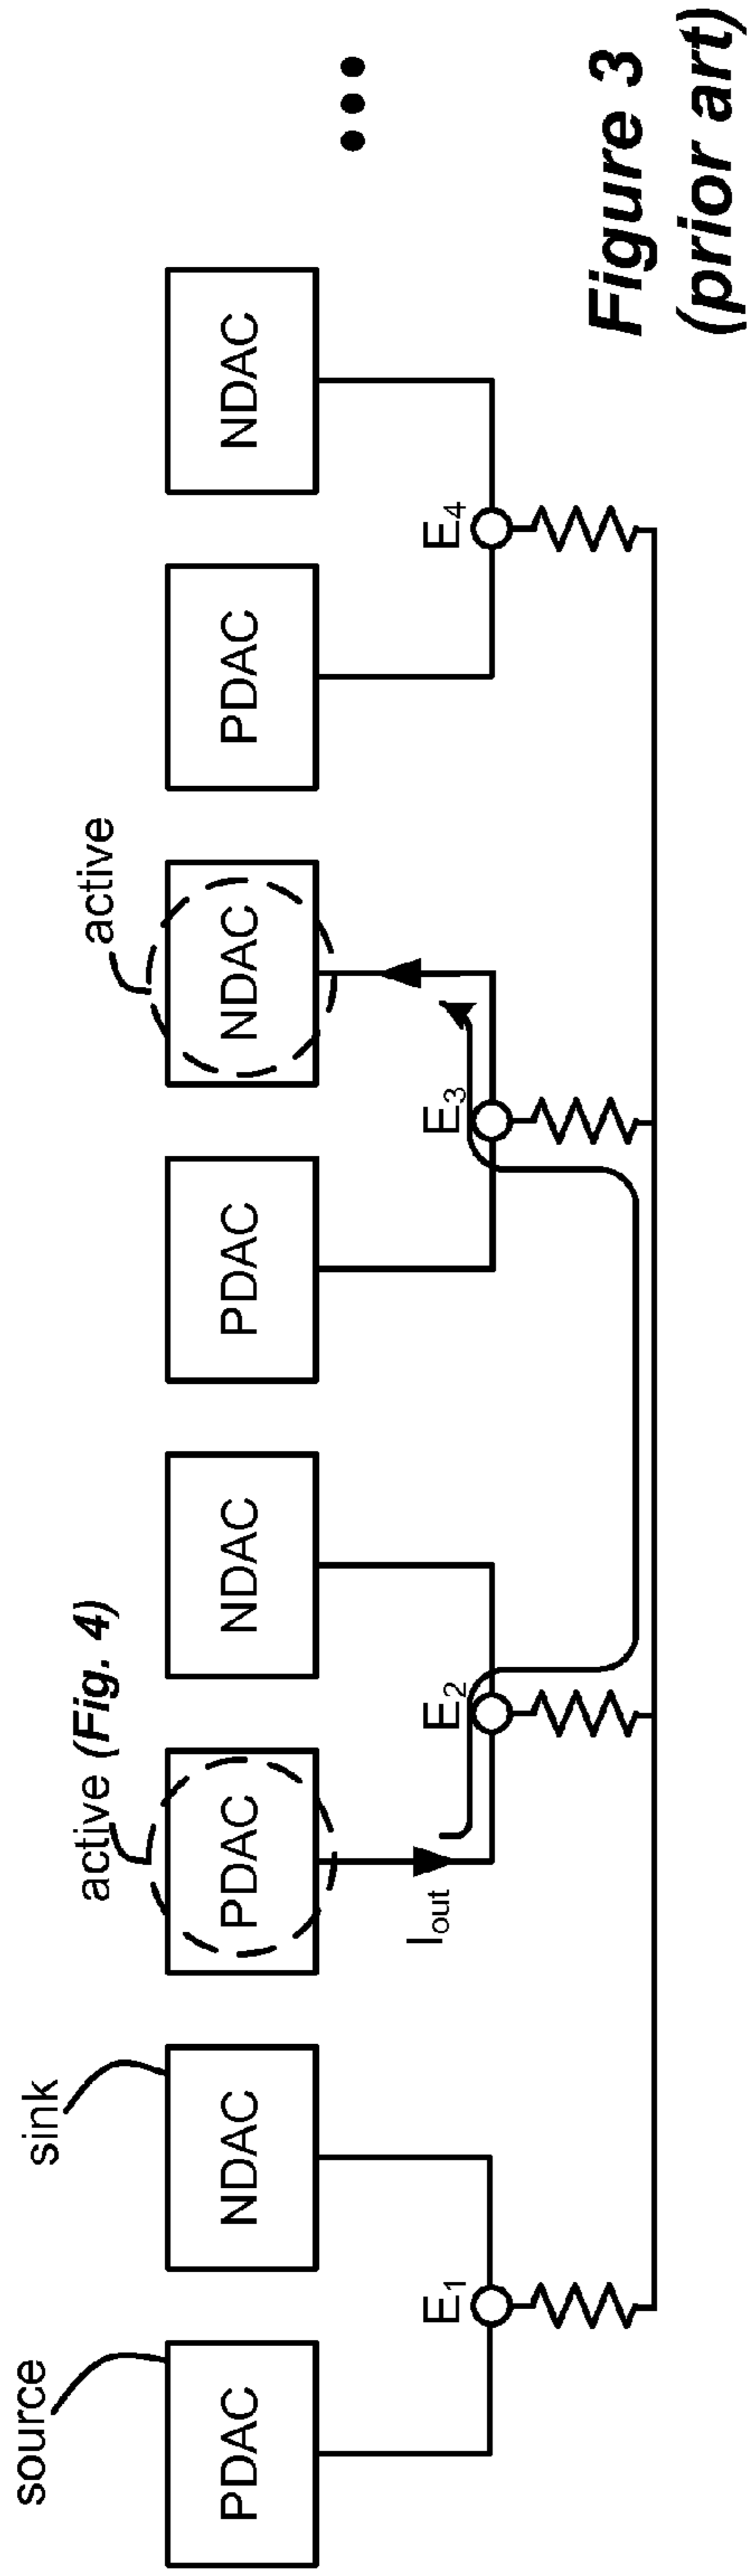 source
sink
active (Fig. 4)
active
PDAC
NDAC
PDAC
NDAC
PDAC
NDAC
PDAC
NDAC
Iout
E1
E2
E3
E4
Figure 3
(prior art)